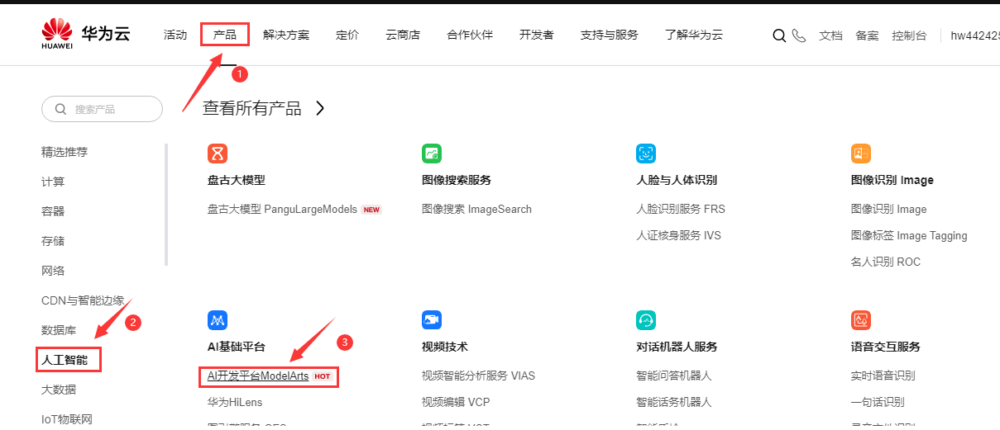 HUAWEI
华为云
活动 产品 解决方案 定价 云商店 合作伙伴 开发者 支持与服务 了解华为云 文档 备案 控制台 hw442425
1
搜索产品
查看所有产品
精选推荐
计算
容器
存储
网络
CDN与智能边缘
数据库
人工智能
大数据
IoT物联网
2
盘古大模型
盘古大模型 PanguLargeModels NEW
图像搜索服务
图像搜索 ImageSearch
人脸与人体识别
人脸识别服务 FRS
人证核身服务 IVS
图像识别 Image
图像识别 Image
图像标签 Image Tagging
名人识别 ROC
AI基础平台
3
AI开发平台ModelArts HOT
华为HiLens
视频技术
视频智能分析服务 VIAS
视频编辑 VCP
对话机器人服务
智能问答机器人
智能话务机器人
语音交互服务
实时语音识别
一句话识别